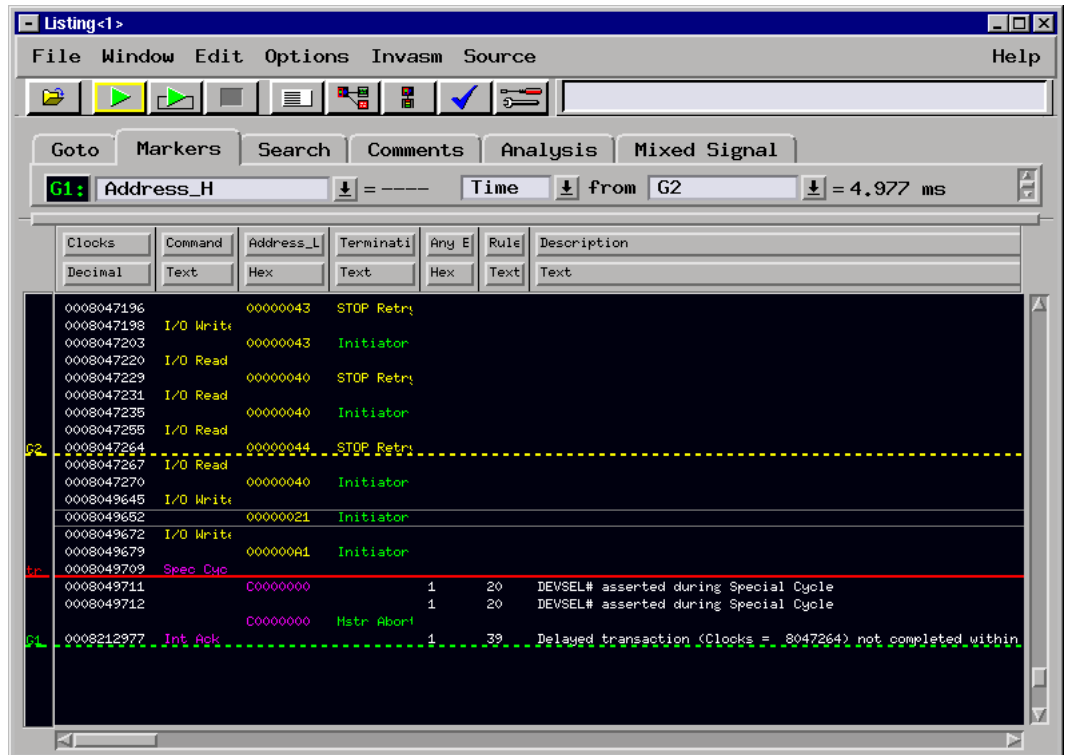 Listing<1>
File Window Edit Options Invasm Source Help
Goto Markers Search Comments Analysis Mixed Signal
G1: Address_H = ---- Time from G2 = 4.977 ms
Clocks Command Address_L Terminati Any E Rule Description
Decimal Text Hex Text Hex Text Text
0008047196 00000043 STOP Retry
0008047198 I/O Write
0008047203 00000043 Initiator
0008047220 I/O Read
0008047229 00000040 STOP Retry
0008047231 I/O Read
0008047235 00000040 Initiator
0008047255 I/O Read
G2 0008047264 00000044 STOP Retry
0008047267 I/O Read
0008047270 00000040 Initiator
0008049645 I/O Write
0008049652 00000021 Initiator
0008049672 I/O Write
0008049679 000000A1 Initiator
tr 0008049709 Spec Cyc
0008049711 C0000000 1 20 DEVSEL# asserted during Special Cycle
0008049712 1 20 DEVSEL# asserted during Special Cycle
C0000000 Mstr Abort
G1 0008212977 Int Ack 1 39 Delayed transaction (Clocks = 8047264) not completed within